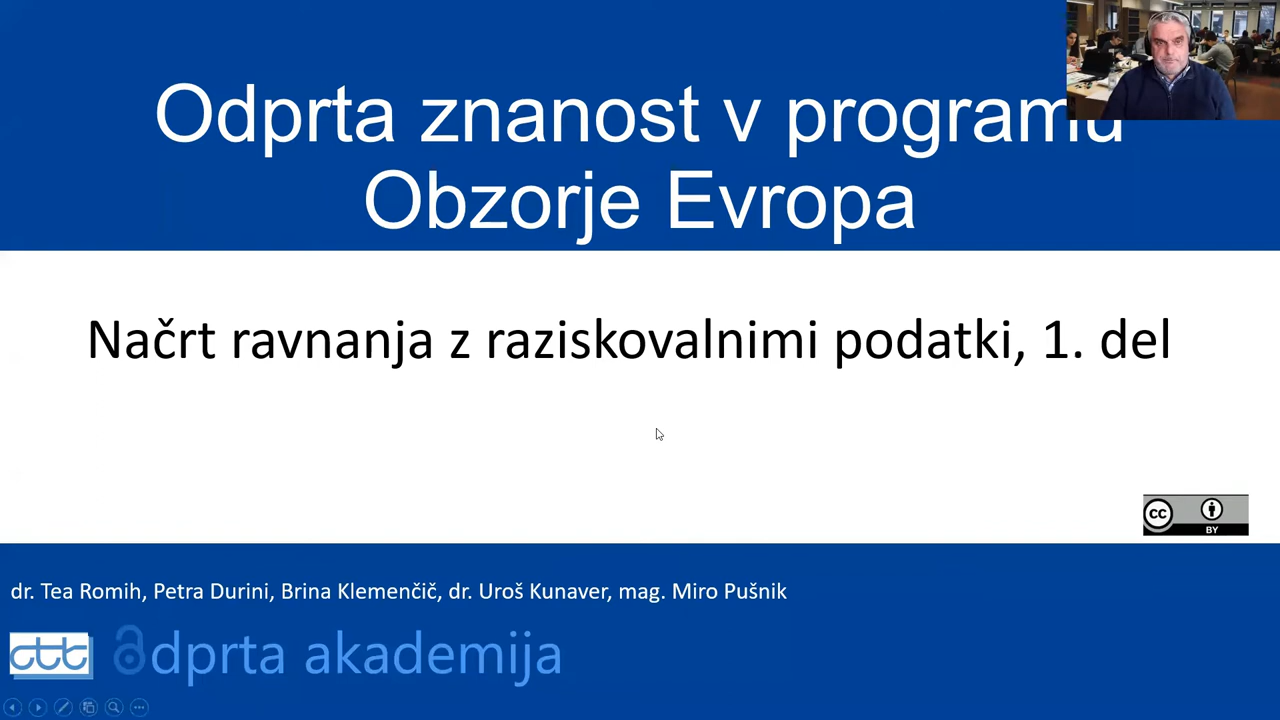 Odprta znanost v programu
Obzorje Evropa
Načrt ravnanja z raziskovalnimi podatki, 1. del
CC
BY
dr. Tea Romih, Petra Durini, Brina Klemenčič, dr. Uroš Kunaver, mag. Miro Pušnik
ctk Odprta akademija